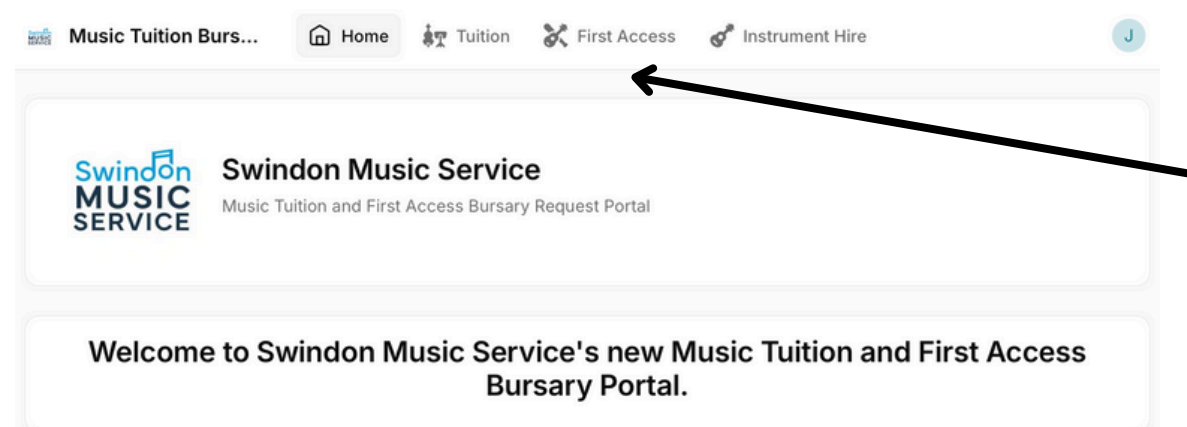 Music Tuition Burs...
Home
Tuition
First Access
Instrument Hire
J
Swindon
MUSIC
SERVICE
Swindon Music Service
Music Tuition and First Access Bursary Request Portal
Welcome to Swindon Music Service's new Music Tuition and First Access
Bursary Portal.